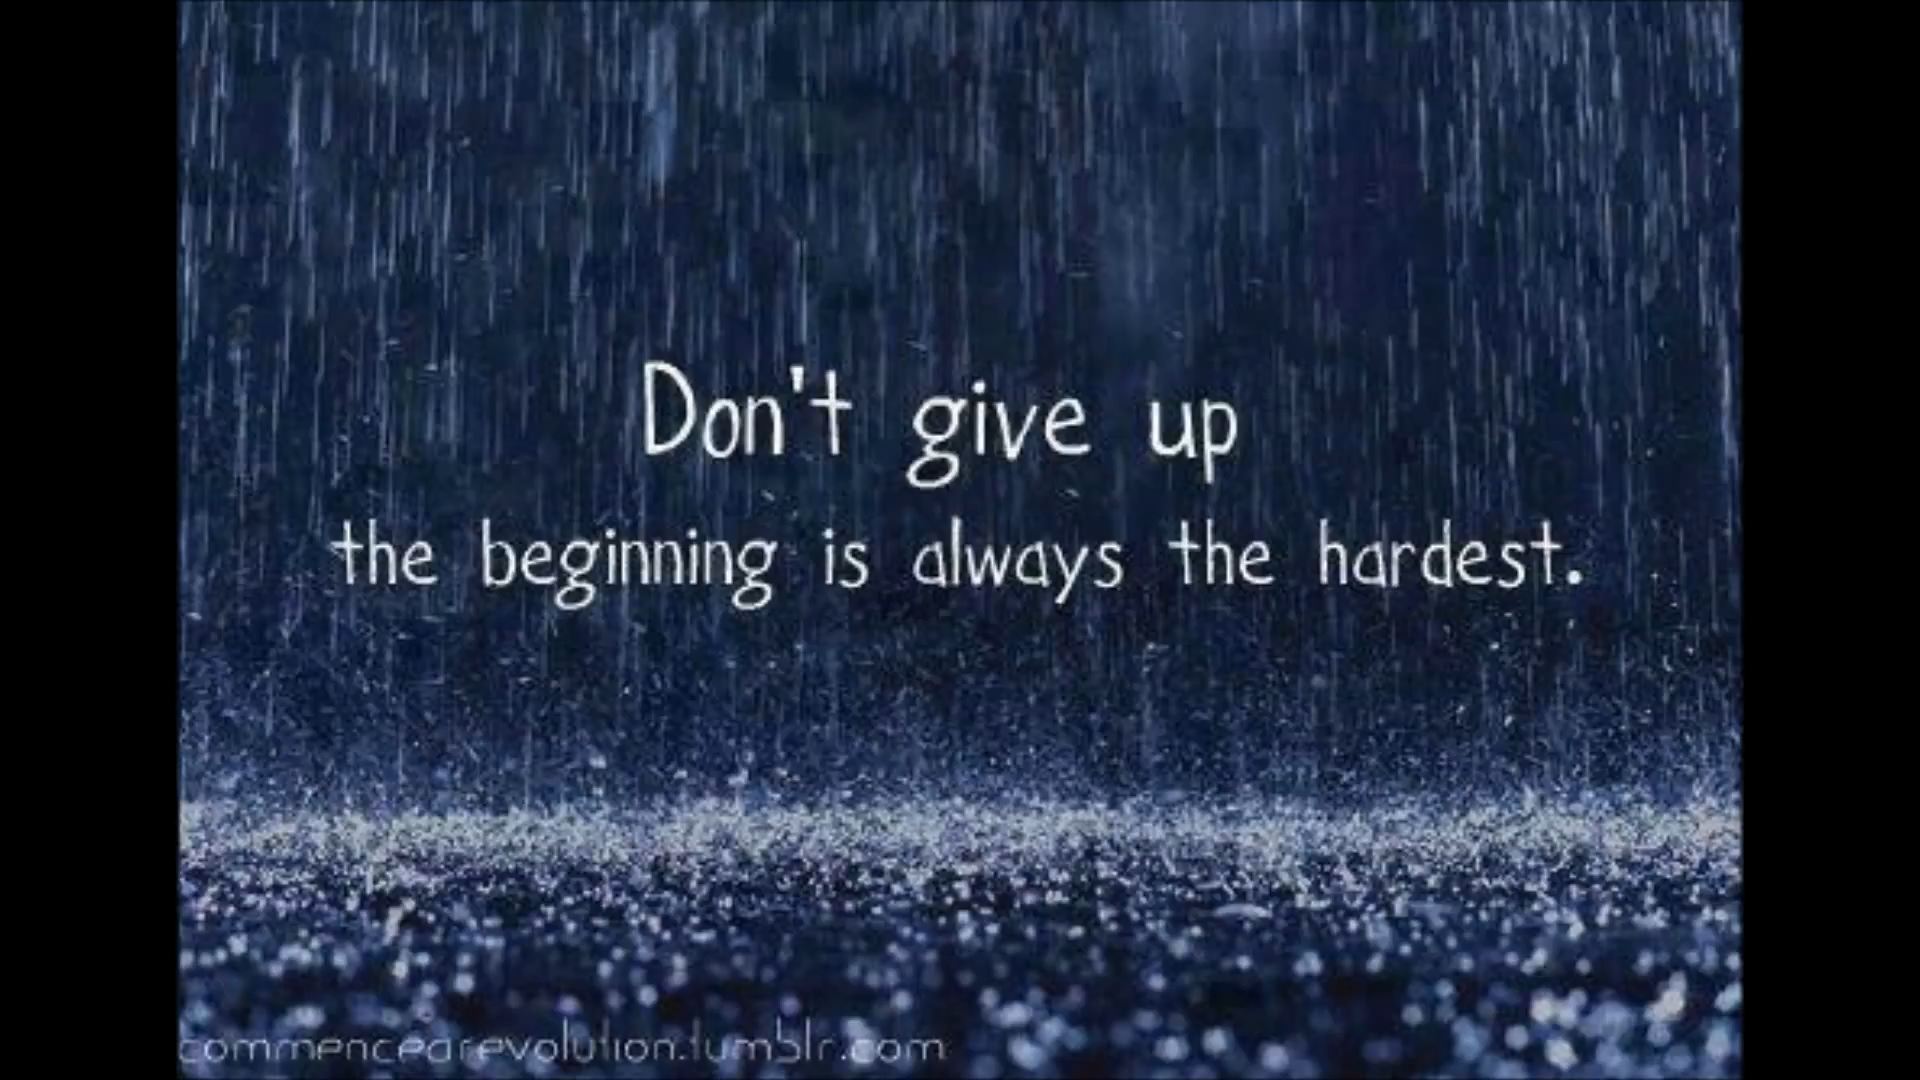 Don't give up
the beginning is always the hardest.
commencearevolution.tumblr.com